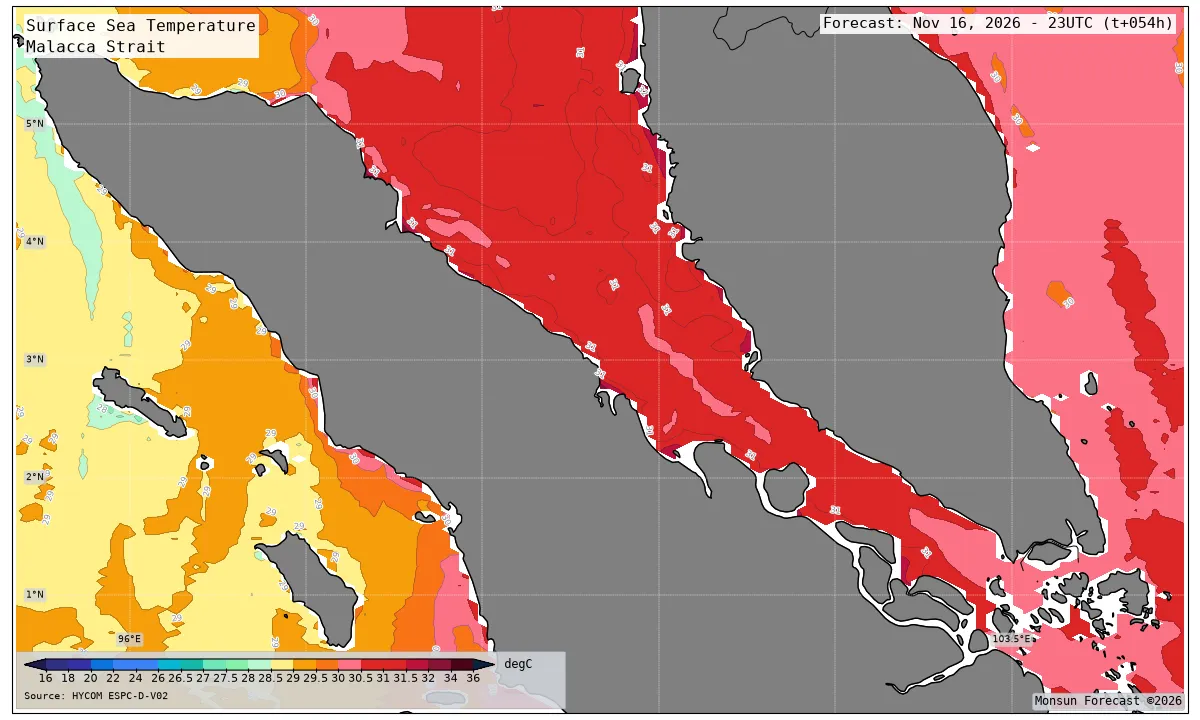 Surface Sea Temperature
Malacca Strait
Forecast: Nov 16, 2026 - 23UTC (t+054h)
5°N
4°N
3°N
2°N
1°N
96°E
103.5°E
degC
16 18 20 22 24 26 26.5 27 27.5 28 28.5 29 29.5 30 30.5 31 31.5 32 34 36
Source: HYCOM ESPC-D-V02
Monsun Forecast ©2026